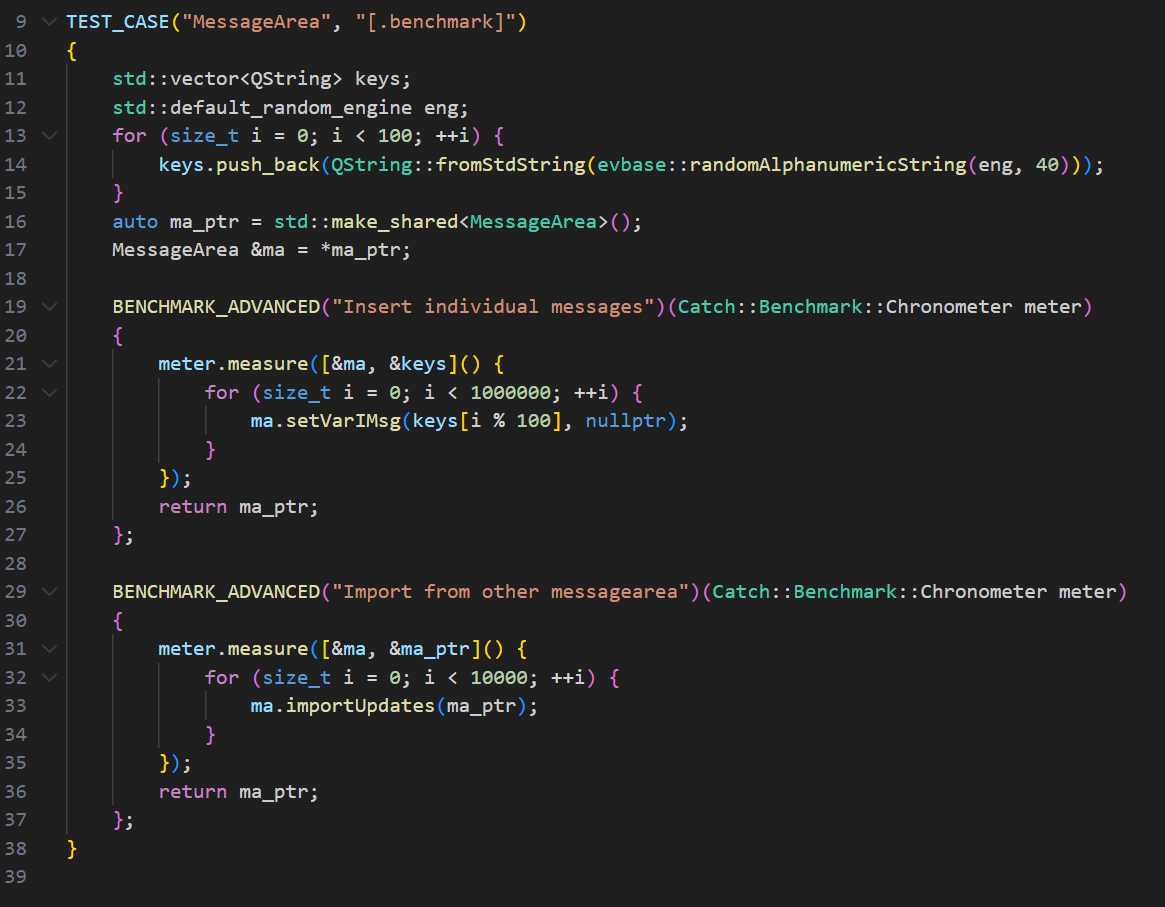 9 TEST_CASE("MessageArea", "[.benchmark]")
10 {
11     std::vector<QString> keys;
12     std::default_random_engine eng;
13     for (size_t i = 0; i < 100; ++i) {
14         keys.push_back(QString::fromStdString(evbase::randomAlphanumericString(eng, 40)));
15     }
16     auto ma_ptr = std::make_shared<MessageArea>();
17     MessageArea &ma = *ma_ptr;
18
19     BENCHMARK_ADVANCED("Insert individual messages")(Catch::Benchmark::Chronometer meter)
20     {
21         meter.measure([&ma, &keys]() {
22             for (size_t i = 0; i < 1000000; ++i) {
23                 ma.setVarIMsg(keys[i % 100], nullptr);
24             }
25         });
26         return ma_ptr;
27     };
28
29     BENCHMARK_ADVANCED("Import from other messagearea")(Catch::Benchmark::Chronometer meter)
30     {
31         meter.measure([&ma, &ma_ptr]() {
32             for (size_t i = 0; i < 10000; ++i) {
33                 ma.importUpdates(ma_ptr);
34             }
35         });
36         return ma_ptr;
37     };
38 }
39